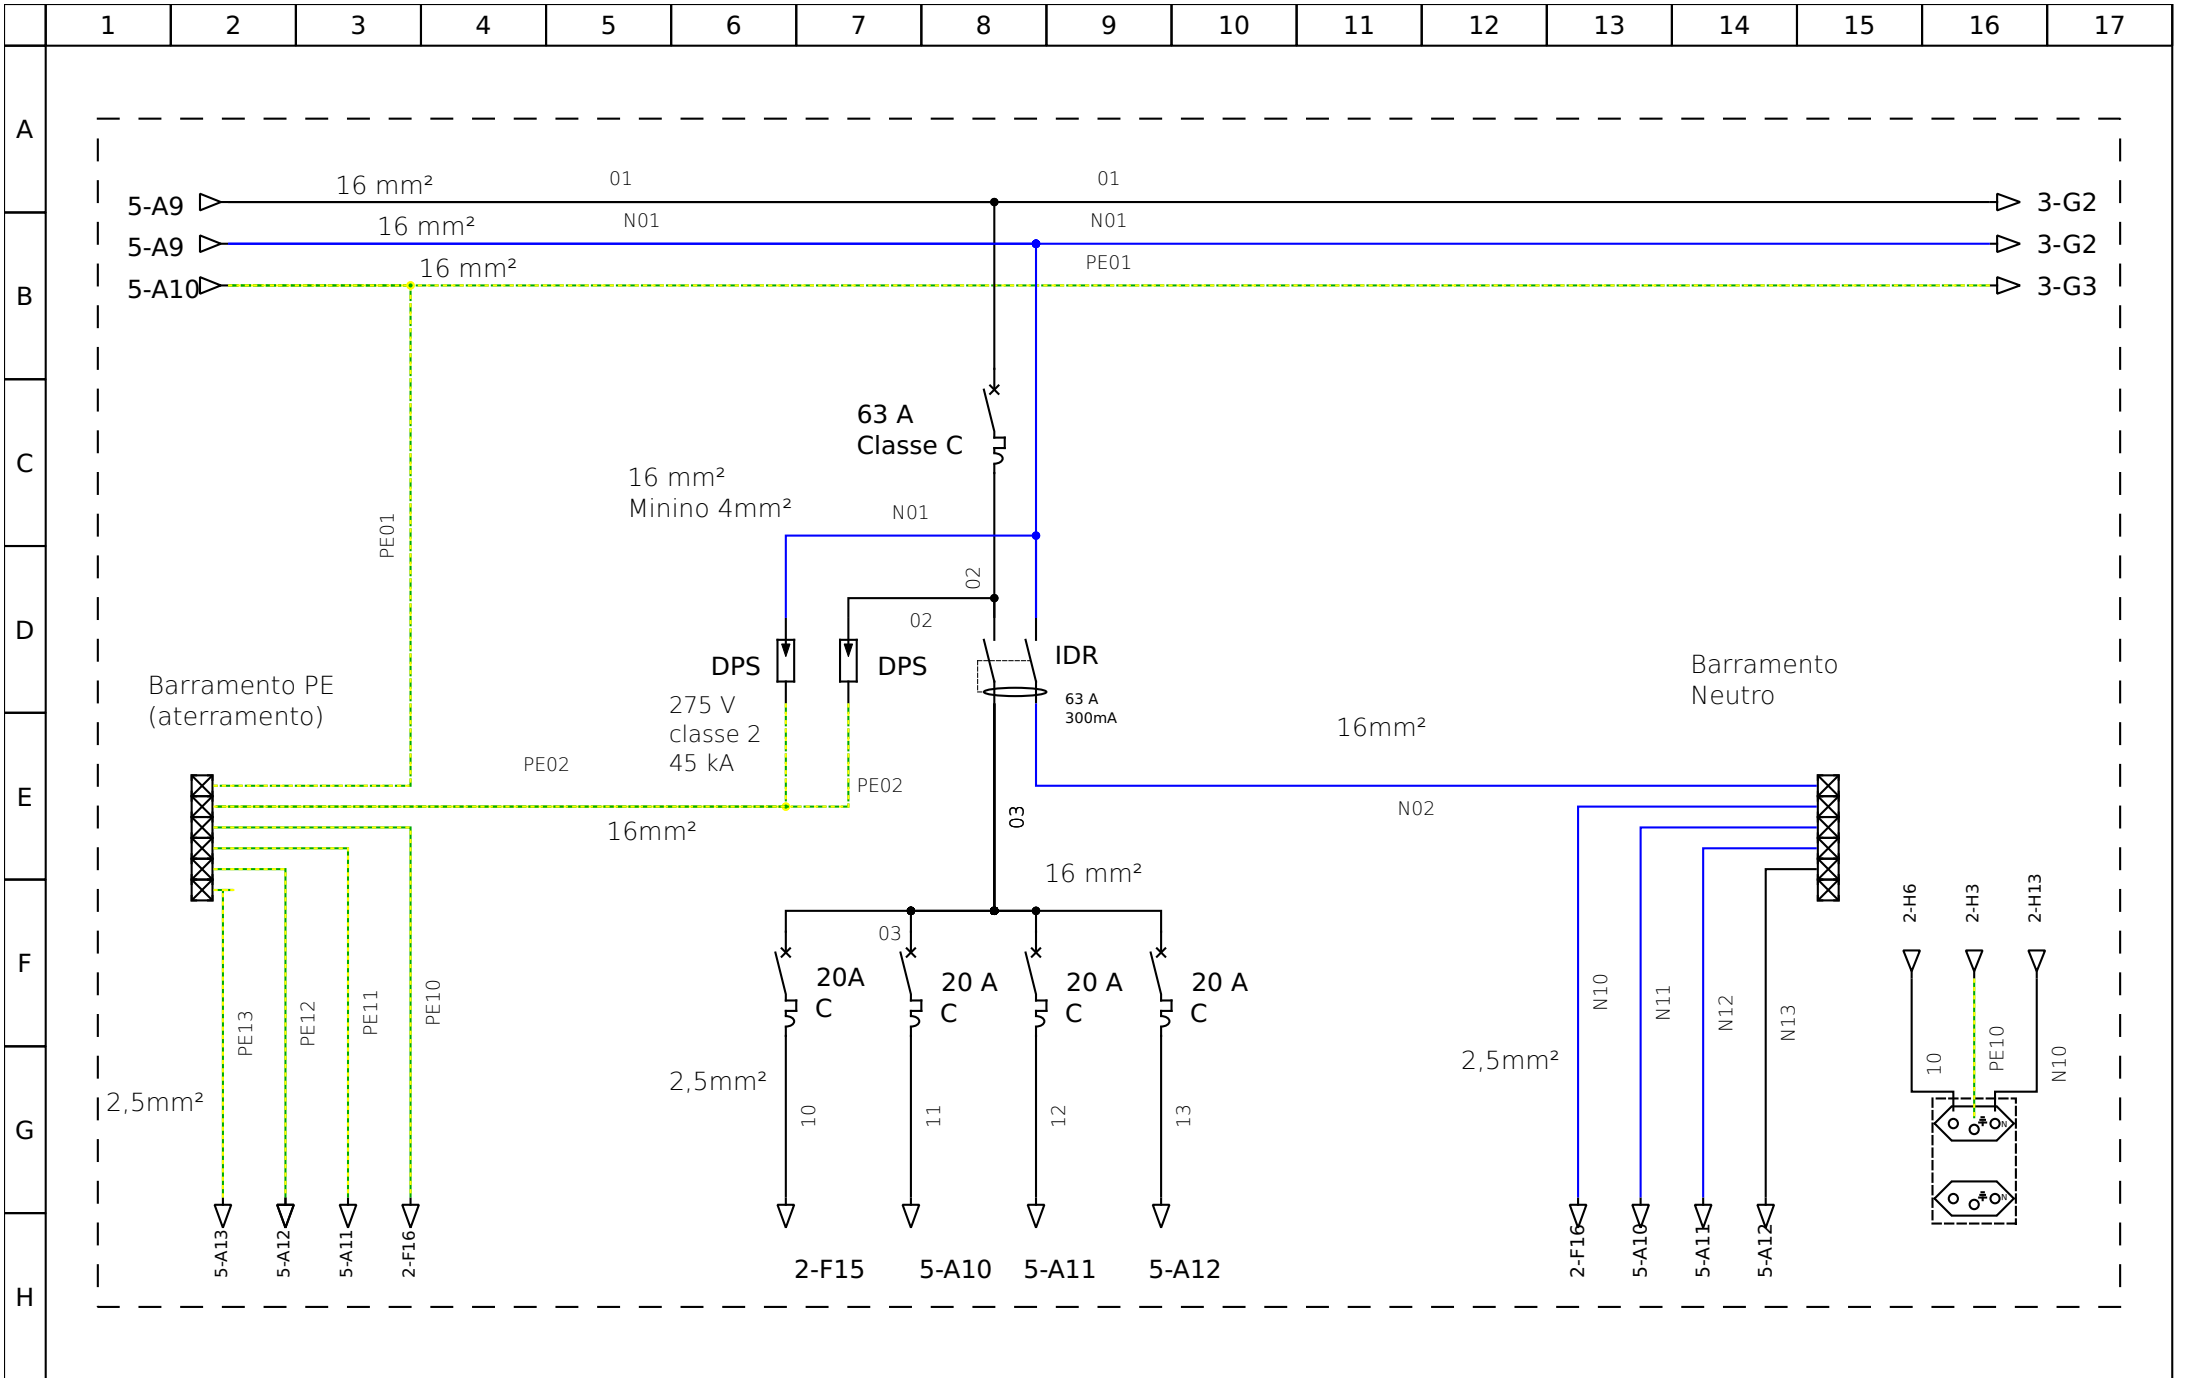 1 2 3 4 5 6 7 8 9 10 11 12 13 14 15 16 17
A
16 mm² 01 01
5-A9 3-G2
16 mm² N01 N01
5-A9 3-G2
16 mm² PE01
5-A10 3-G3
B
63 A
Classe C
C
16 mm²
Minino 4mm²
N01
PE01
02
02
D
DPS
DPS
IDR
63 A
300mA
275 V
classe 2
45 kA
Barramento PE
(aterramento)
Barramento
Neutro
16mm²
E
PE02
PE02
16mm²
03
N02
16 mm²
03
F
20A
C
20 A
C
20 A
C
20 A
C
2-H6
2-H3
2-H13
PE13
PE12
PE11
PE10
N10
N11
N12
N13
10
PE10
N10
2,5mm²
2,5mm²
2,5mm²
G
10
11
12
13
N
N
5-A13
5-A12
5-A11
2-F16
2-F15
5-A10
5-A11
5-A12
2-F16
5-A10
5-A11
5-A12
H